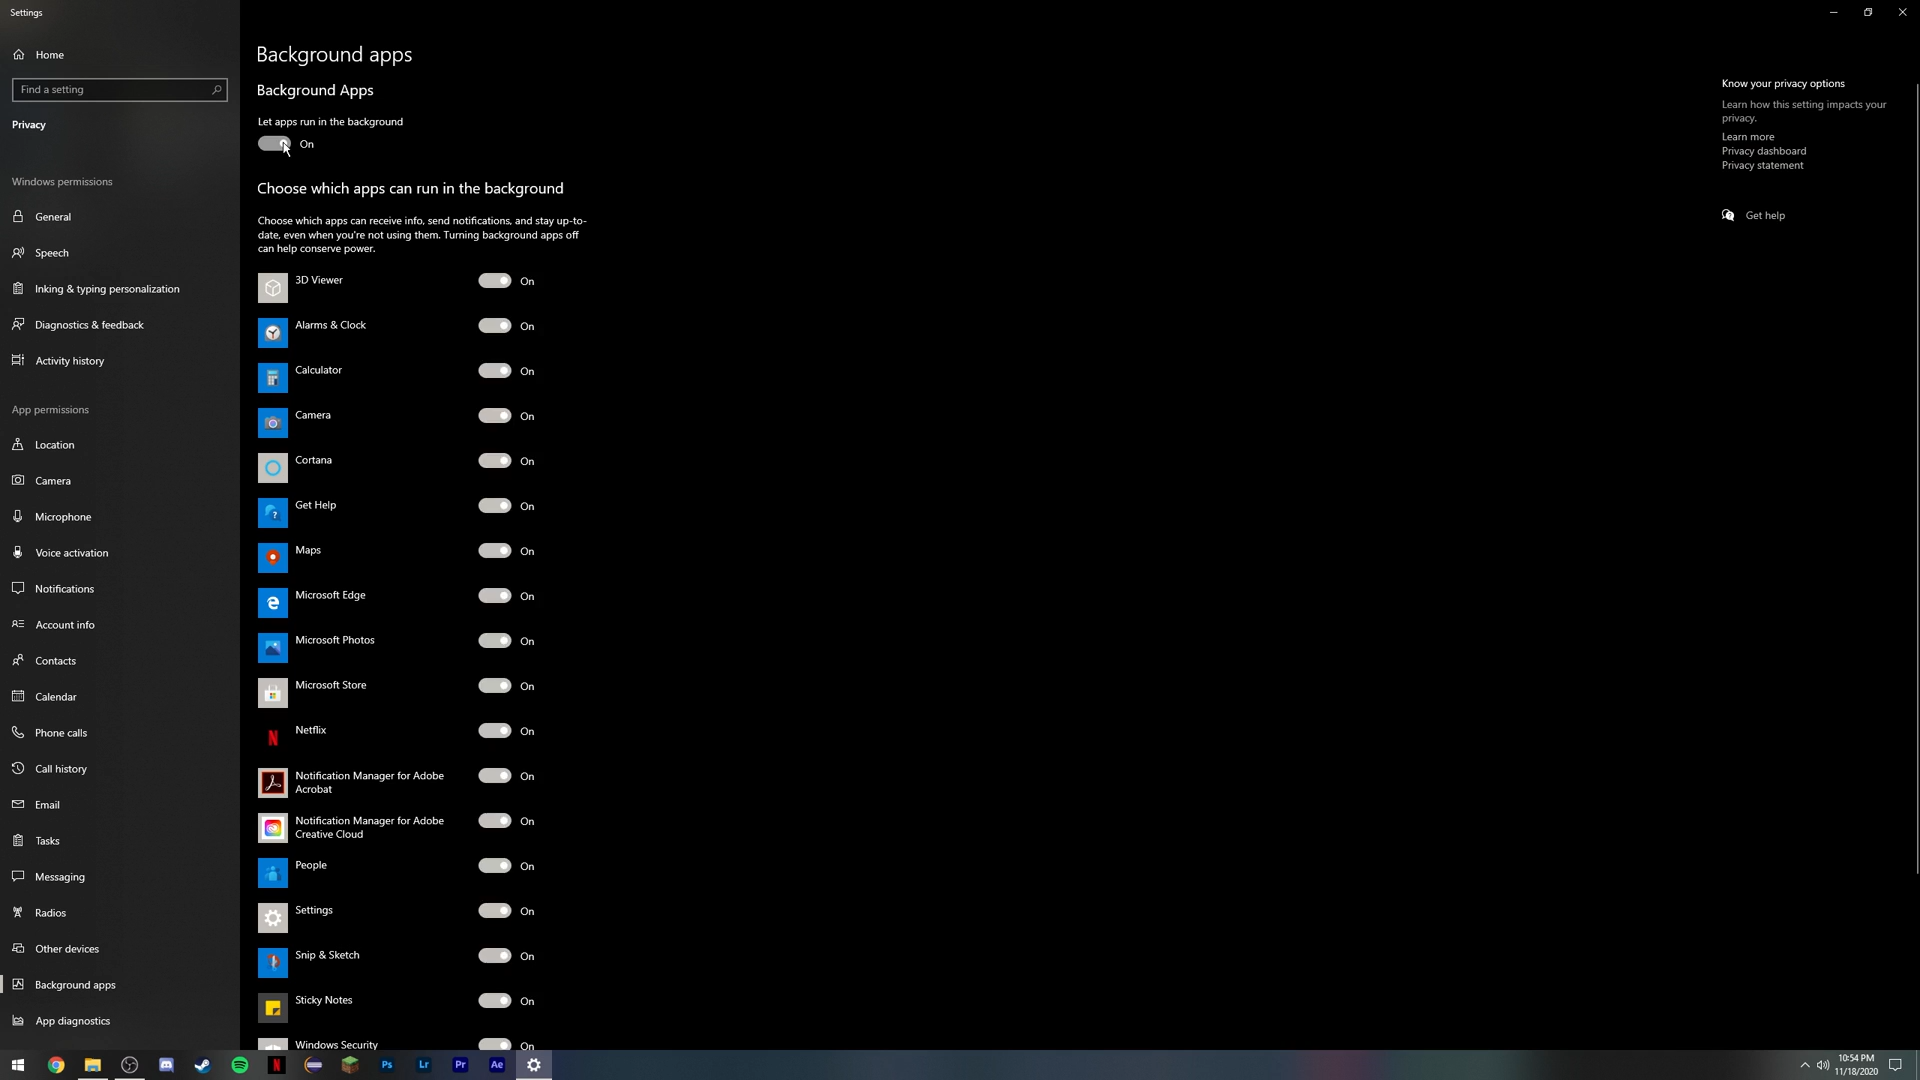 Settings
Home
Find a setting
Privacy
Windows permissions
General
Speech
Inking & typing personalization
Diagnostics & feedback
Activity history
App permissions
Location
Camera
Microphone
Voice activation
Notifications
Account info
Contacts
Calendar
Phone calls
Call history
Email
Tasks
Messaging
Radios
Other devices
Background apps
App diagnostics
Background apps
Background Apps
Let apps run in the background
On
Choose which apps can run in the background
Choose which apps can receive info, send notifications, and stay up-to-
date, even when you're not using them. Turning background apps off
can help conserve power.
3D Viewer On
Alarms & Clock On
Calculator On
Camera On
Cortana On
Get Help On
Maps On
Microsoft Edge On
Microsoft Photos On
Microsoft Store On
Netflix On
Notification Manager for Adobe On
Acrobat
Notification Manager for Adobe On
Creative Cloud
People On
Settings On
Snip & Sketch On
Sticky Notes On
Windows Security On
Know your privacy options
Learn how this setting impacts your
privacy.
Learn more
Privacy dashboard
Privacy statement
Get help
Ps Lr Pr Ae
10:54 PM
11/18/2020